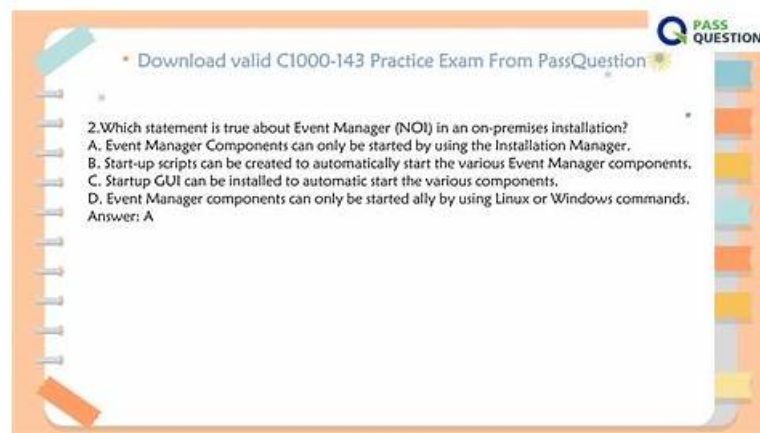 PASS
QUESTION
• Download valid C1000-143 Practice Exam From PassQuestion
2.Which statement is true about Event Manager (NOI) in an on-premises installation?
A. Event Manager Components can only be started by using the Installation Manager.
B. Start-up scripts can be created to automatically start the various Event Manager components.
C. Startup GUI can be installed to automatic start the various components.
D. Event Manager components can only be started ally by using Linux or Windows commands.
Answer: A